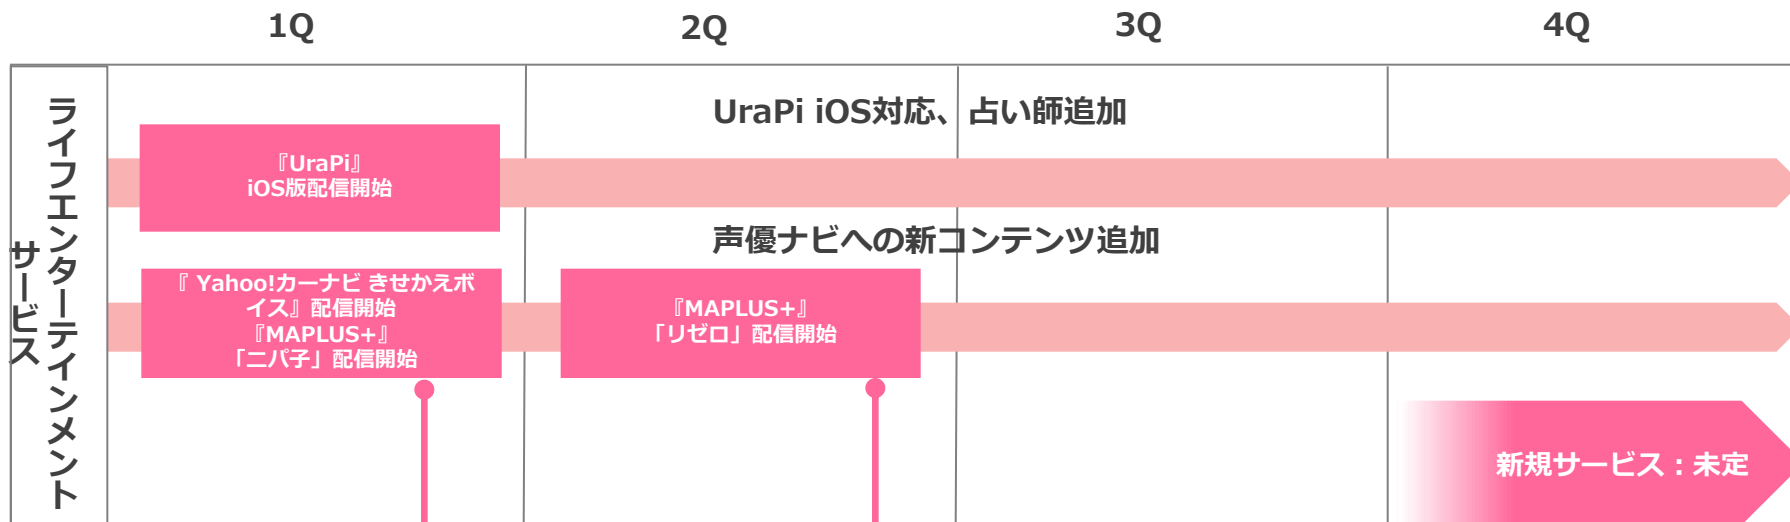 1Q
2Q
3Q
4Q
ライフエンターテインメント
サービス
UraPi iOS対応、占い師追加
『UraPi』
iOS版配信開始
声優ナビへの新コンテンツ追加
『 Yahoo!カーナビ きせかえボ
イス』配信開始
『MAPLUS+』
「ニパ子」配信開始
『MAPLUS+』
「リゼロ」配信開始
新規サービス：未定